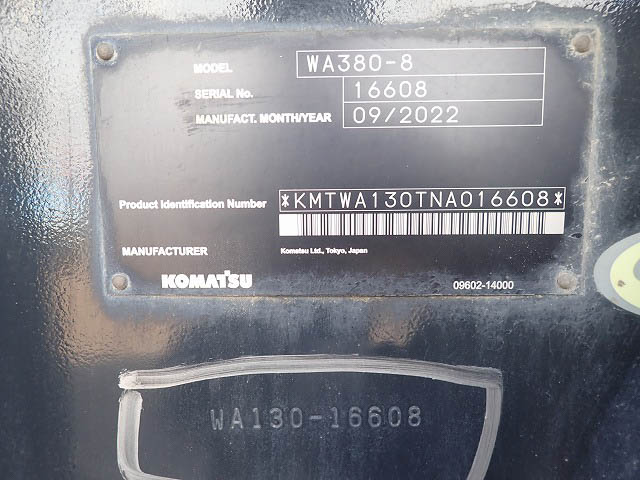 MODEL WA380-8
SERIAL No. 16608
MANUFACT. MONTH/YEAR 09/2022
Product Identification Number *KMTWA130TNA016608*
MANUFACTURER Komatsu Ltd., Tokyo, Japan
KOMATSU 09602-14000
WA130-16608